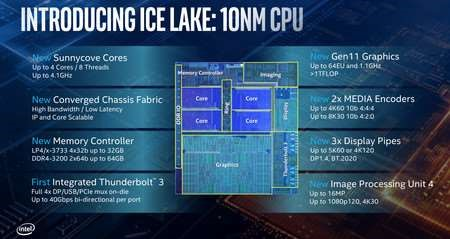 INTRODUCING ICE LAKE: 10NM CPU
New Sunnycove Cores
Up to 4 Cores / 8 Threads
Up to 4.1GHz
New Converged Chassis Fabric
High Bandwidth / Low Latency
IP and Core Scalable
New Memory Controller
LP4/x-3733 4x32b up to 32GB
DDR4-3200 2x64b up to 64GB
First Integrated Thunderbolt™ 3
Full 4x DP/USB/PCIe mux on-die
Up to 40Gbps bi-directional per port
Memory Controller
Imaging
DDR IO
Core
Core
Ring
Core
Core
Display
Graphics
Thunderbolt 3
New Gen11 Graphics
Up to 64EU and 1.1GHz
>1TFLOP
New 2x MEDIA Encoders
Up to 4K60 10b 4:4:4
Up to 8K30 10b 4:2:0
New 3x Display Pipes
Up to 5K60 or 4K120
DP1.4, BT.2020
New Image Processing Unit 4
Up to 16MP
Up to 1080p120, 4K30
intel